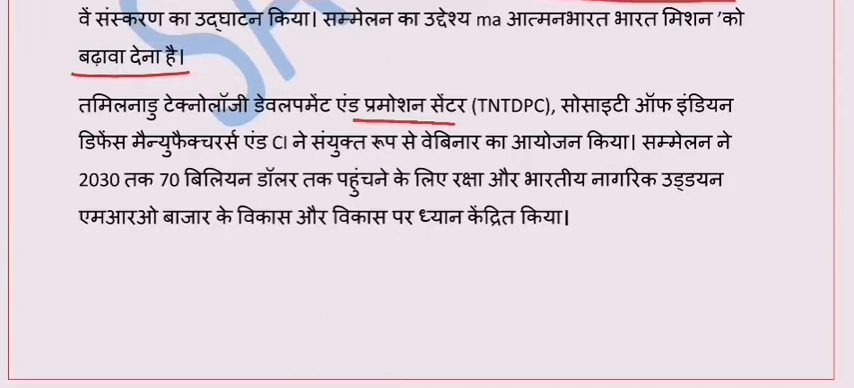 वें संस्करण का उद्घाटन किया। सम्मेलन का उद्देश्य ma आत्मनभारत भारत मिशन ’को
बढ़ावा देना है।
तमिलनाडु टेक्नोलॉजी डेवलपमेंट एंड प्रमोशन सेंटर (TNTDPC), सोसाइटी ऑफ इंडियन
डिफेंस मैन्युफैक्चरर्स एंड CI ने संयुक्त रूप से वेबिनार का आयोजन किया। सम्मेलन ने
2030 तक 70 बिलियन डॉलर तक पहुंचने के लिए रक्षा और भारतीय नागरिक उड्डयन
एमआरओ बाजार के विकास और विकास पर ध्यान केंद्रित किया।